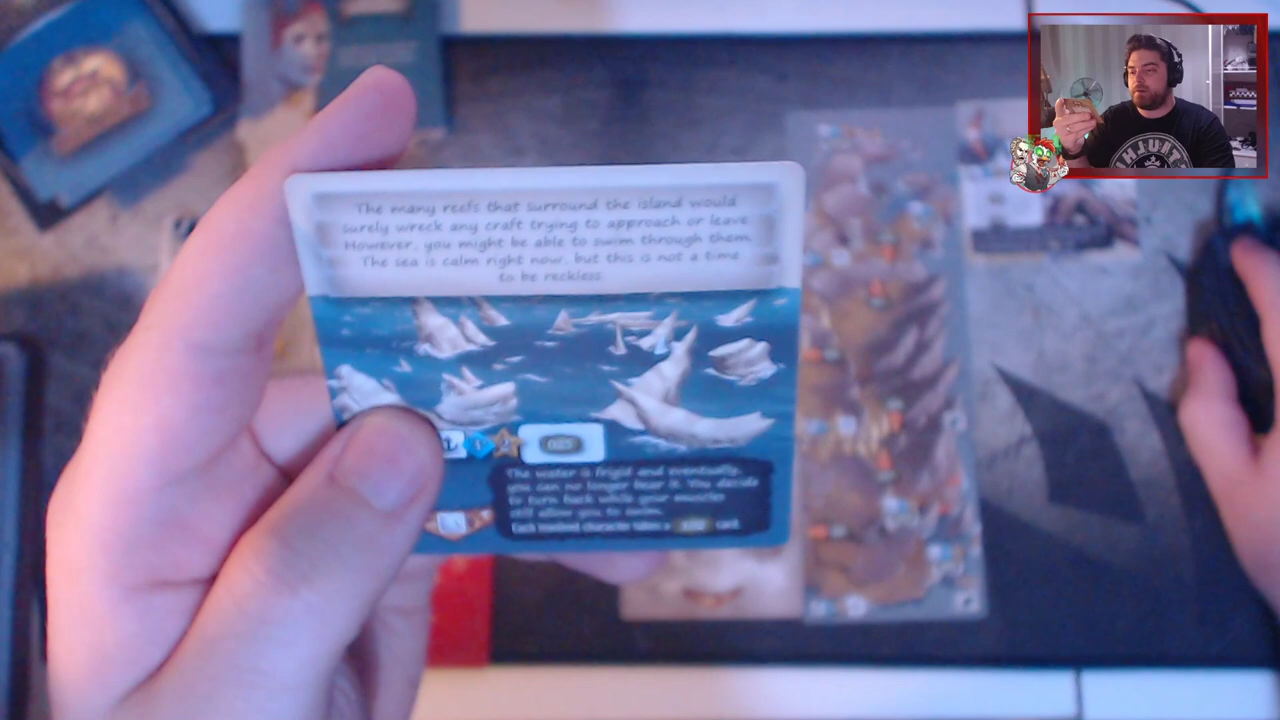 The many reefs that surround the island would
surely wreck any craft trying to approach or leave.
However, you might be able to swim through them.
The sea is calm right now, but this is not a time
to be reckless.
The water is frigid and eventually,
you can no longer bear it. You decide
to turn back while your muscles
still allow you to swim.
Each involved character takes a card.